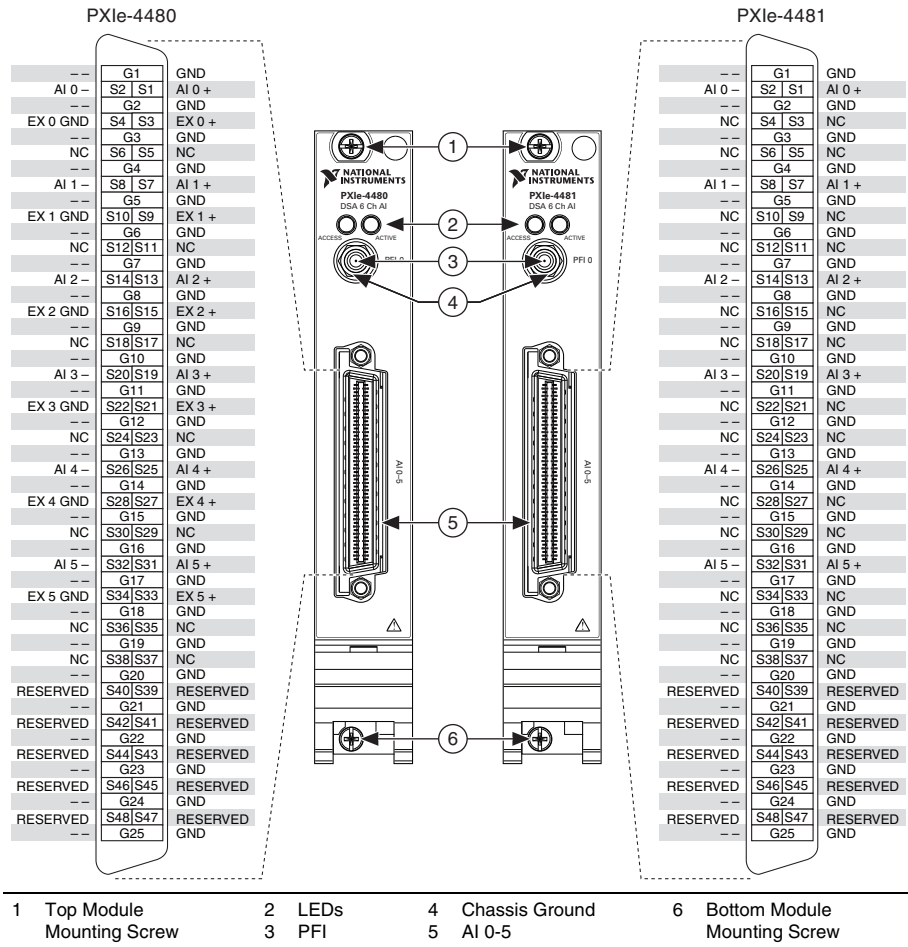 PXIe-4480
– – G1 GND
AI 0 – S2 S1 AI 0 +
– – G2 GND
EX 0 GND S4 S3 EX 0 +
– – G3 GND
NC S6 S5 NC
– – G4 GND
AI 1 – S8 S7 AI 1 +
– – G5 GND
EX 1 GND S10 S9 EX 1 +
– – G6 GND
NC S12 S11 NC
– – G7 GND
AI 2 – S14 S13 AI 2 +
– – G8 GND
EX 2 GND S16 S15 EX 2 +
– – G9 GND
NC S18 S17 NC
– – G10 GND
AI 3 – S20 S19 AI 3 +
– – G11 GND
EX 3 GND S22 S21 EX 3 +
– – G12 GND
NC S24 S23 NC
– – G13 GND
AI 4 – S26 S25 AI 4 +
– – G14 GND
EX 4 GND S28 S27 EX 4 +
– – G15 GND
NC S30 S29 NC
– – G16 GND
AI 5 – S32 S31 AI 5 +
– – G17 GND
EX 5 GND S34 S33 EX 5 +
– – G18 GND
NC S36 S35 NC
– – G19 GND
NC S38 S37 NC
– – G20 GND
RESERVED S40 S39 RESERVED
– – G21 GND
RESERVED S42 S41 RESERVED
– – G22 GND
RESERVED S44 S43 RESERVED
– – G23 GND
RESERVED S46 S45 RESERVED
– – G24 GND
RESERVED S48 S47 RESERVED
– – G25 GND
NATIONAL
INSTRUMENTS
PXIe-4480
DSA 6 Ch AI
ACCESS ACTIVE
PFI 0
AI 0–5
1
2
3
4
5
6
NATIONAL
INSTRUMENTS
PXIe-4481
DSA 6 Ch AI
ACCESS ACTIVE
PFI 0
AI 0–5
PXIe-4481
– – G1 GND
AI 0 – S2 S1 AI 0 +
– – G2 GND
NC S4 S3 NC
– – G3 GND
NC S6 S5 NC
– – G4 GND
AI 1 – S8 S7 AI 1 +
– – G5 GND
NC S10 S9 NC
– – G6 GND
NC S12 S11 NC
– – G7 GND
AI 2 – S14 S13 AI 2 +
– – G8 GND
NC S16 S15 NC
– – G9 GND
NC S18 S17 NC
– – G10 GND
AI 3 – S20 S19 AI 3 +
– – G11 GND
NC S22 S21 NC
– – G12 GND
NC S24 S23 NC
– – G13 GND
AI 4 – S26 S25 AI 4 +
– – G14 GND
NC S28 S27 NC
– – G15 GND
NC S30 S29 NC
– – G16 GND
AI 5 – S32 S31 AI 5 +
– – G17 GND
NC S34 S33 NC
– – G18 GND
NC S36 S35 NC
– – G19 GND
NC S38 S37 NC
– – G20 GND
RESERVED S40 S39 RESERVED
– – G21 GND
RESERVED S42 S41 RESERVED
– – G22 GND
RESERVED S44 S43 RESERVED
– – G23 GND
RESERVED S46 S45 RESERVED
– – G24 GND
RESERVED S48 S47 RESERVED
– – G25 GND
1 Top Module
Mounting Screw
2 LEDs
3 PFI
4 Chassis Ground
5 AI 0-5
6 Bottom Module
Mounting Screw